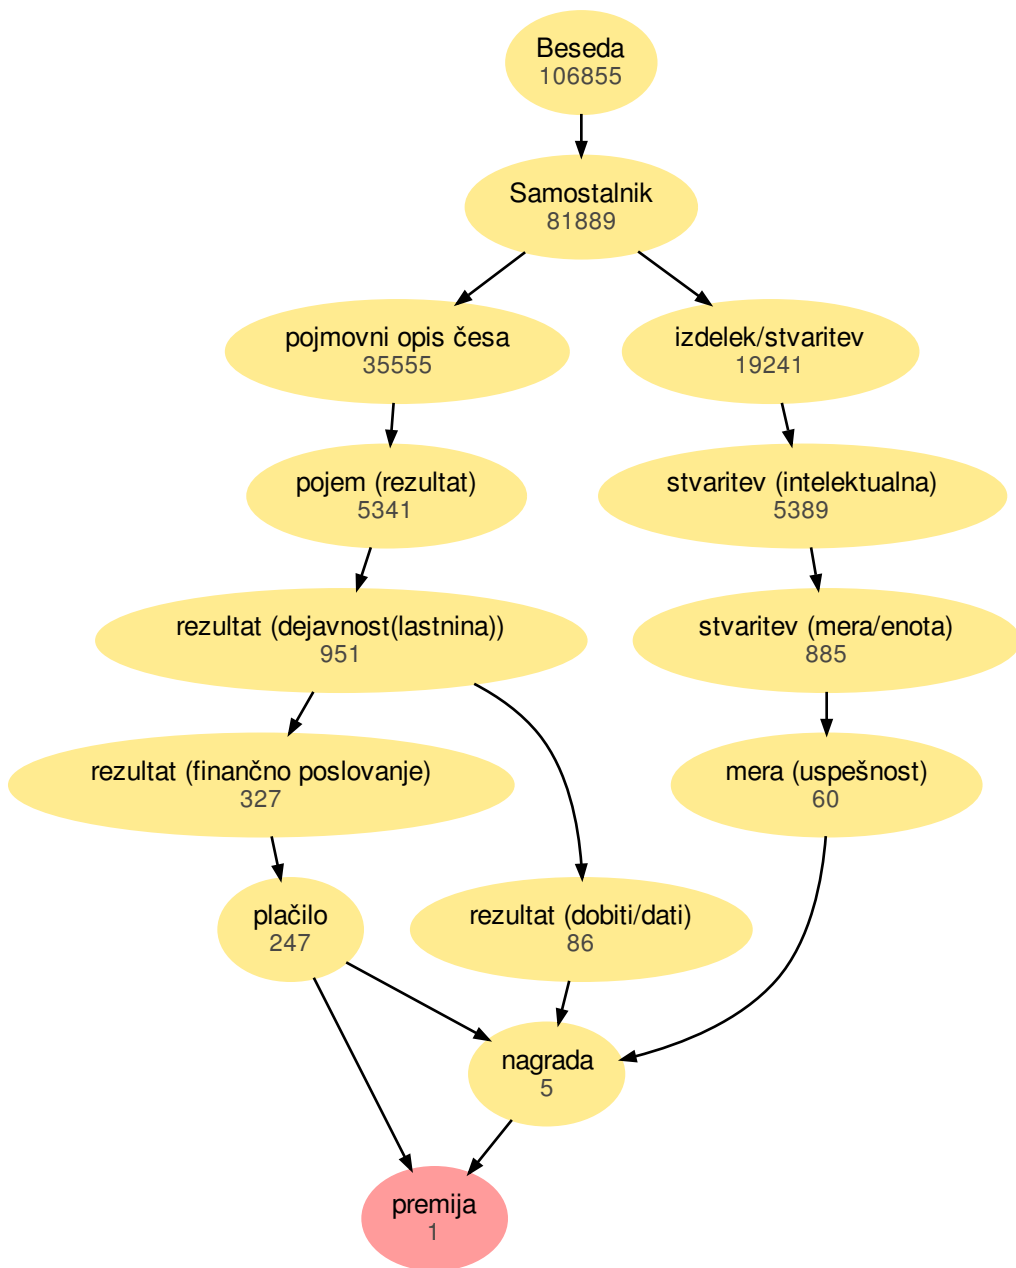 Beseda
106855
Samostalnik
81889
pojmovni opis česa
35555
izdelek/stvaritev
19241
pojem (rezultat)
5341
stvaritev (intelektualna)
5389
rezultat (dejavnost(lastnina))
951
stvaritev (mera/enota)
885
rezultat (finančno poslovanje)
327
mera (uspešnost)
60
plačilo
247
rezultat (dobiti/dati)
86
nagrada
5
premija
1